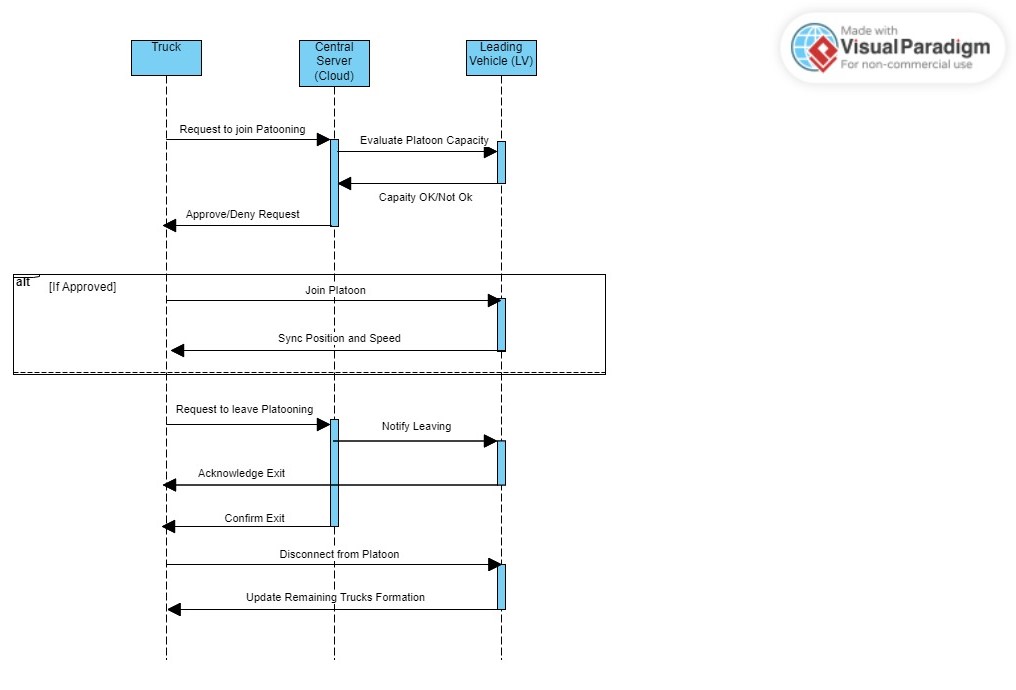 Made with
Visual Paradigm
For non-commercial use
Truck
Central
Server
(Cloud)
Leading
Vehicle (LV)
Request to join Patooning
Evaluate Platoon Capacity
Capaity OK/Not Ok
Approve/Deny Request
alt
[If Approved]
Join Platoon
Sync Position and Speed
Request to leave Platooning
Notify Leaving
Acknowledge Exit
Confirm Exit
Disconnect from Platoon
Update Remaining Trucks Formation